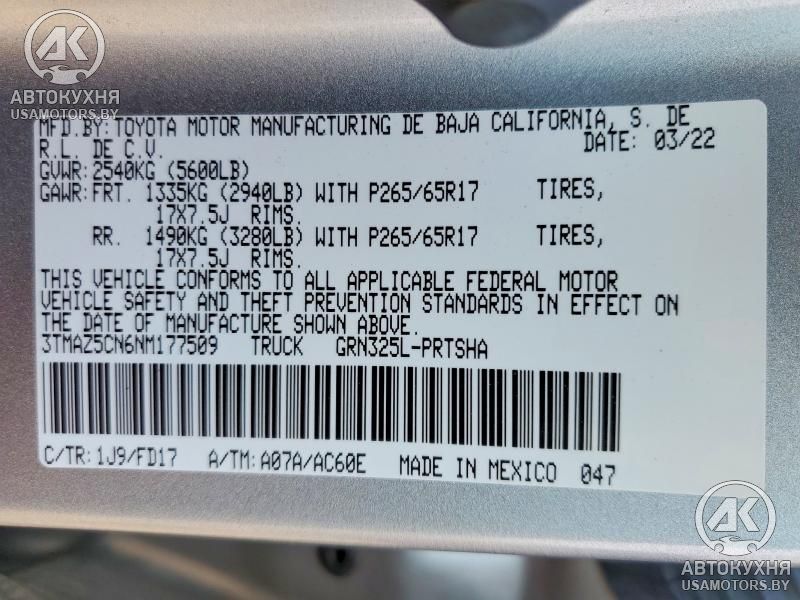 AK
АВТОКУХНЯ
USAMOTORS.BY
MFD.BY:TOYOTA MOTOR MANUFACTURING DE BAJA CALIFORNIA, S. DE
R.L. DE C.V. DATE: 03/22
GVWR:2540KG (5600LB)
GAWR:FRT. 1335KG (2940LB) WITH P265/65R17 TIRES,
17X7.5J RIMS.
RR. 1490KG (3280LB) WITH P265/65R17 TIRES,
17X7.5J RIMS.
THIS VEHICLE CONFORMS TO ALL APPLICABLE FEDERAL MOTOR
VEHICLE SAFETY AND THEFT PREVENTION STANDARDS IN EFFECT ON
THE DATE OF MANUFACTURE SHOWN ABOVE.
3TMAZ5CN6NM177509 TRUCK GRN325L-PRTSHA
C/TR:1J9/FD17 A/TM:A07A/AC60E MADE IN MEXICO 047
AK
АВТОКУХНЯ
USAMOTORS.BY